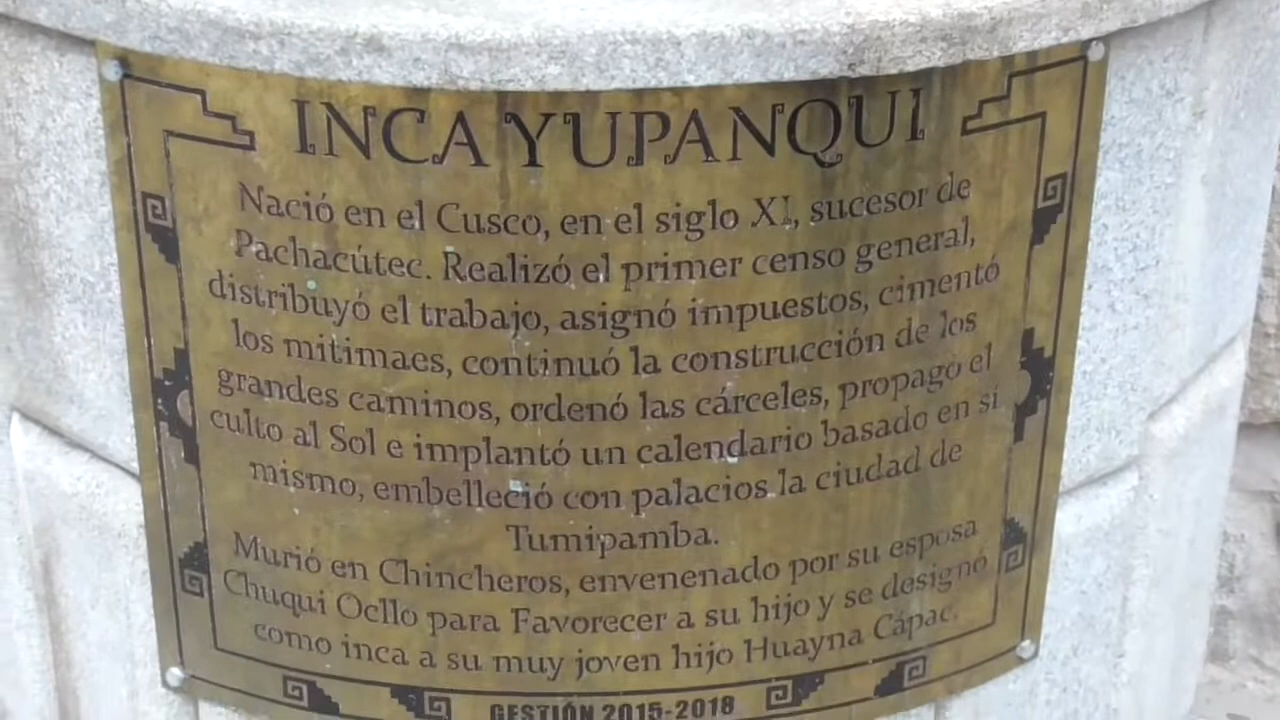 INCA YUPANQUI
Nació en el Cusco, en el siglo XI, sucesor de
Pachacútec. Realizó el primer censo general,
distribuyó el trabajo, asignó impuestos, cimentó
los mitimaes, continuó la construcción de los
grandes caminos, ordenó las cárceles, propagó el
culto al Sol e implantó un calendario basado en sí
mismo, embelleció con palacios la ciudad de
Tumipamba.
Murió en Chincheros, envenenado por su esposa
Chuqui Ocllo para Favorecer a su hijo y se designó
como inca a su muy joven hijo Huayna Cápac.
GESTIÓN 2015-2018